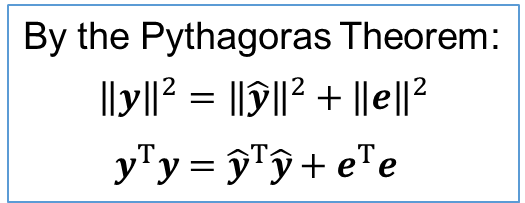 By the Pythagoras Theorem:
‖y‖² = ‖ŷ‖² + ‖e‖²
yᵀy = ŷᵀŷ + eᵀe